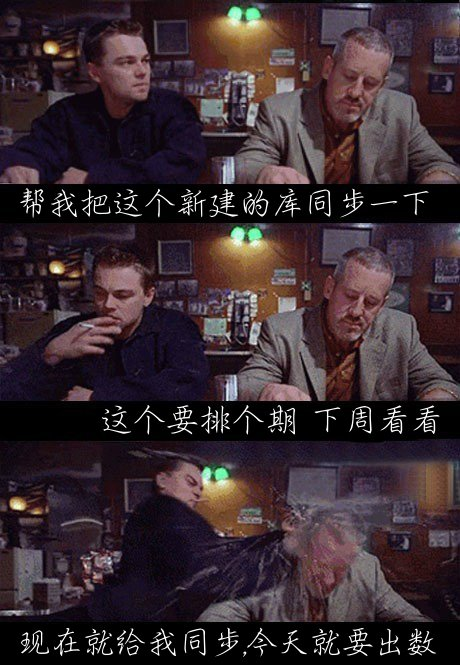 帮我把这个新建的库同步一下
这个要排个期 下周看看
现在就给我同步,今天就要出数